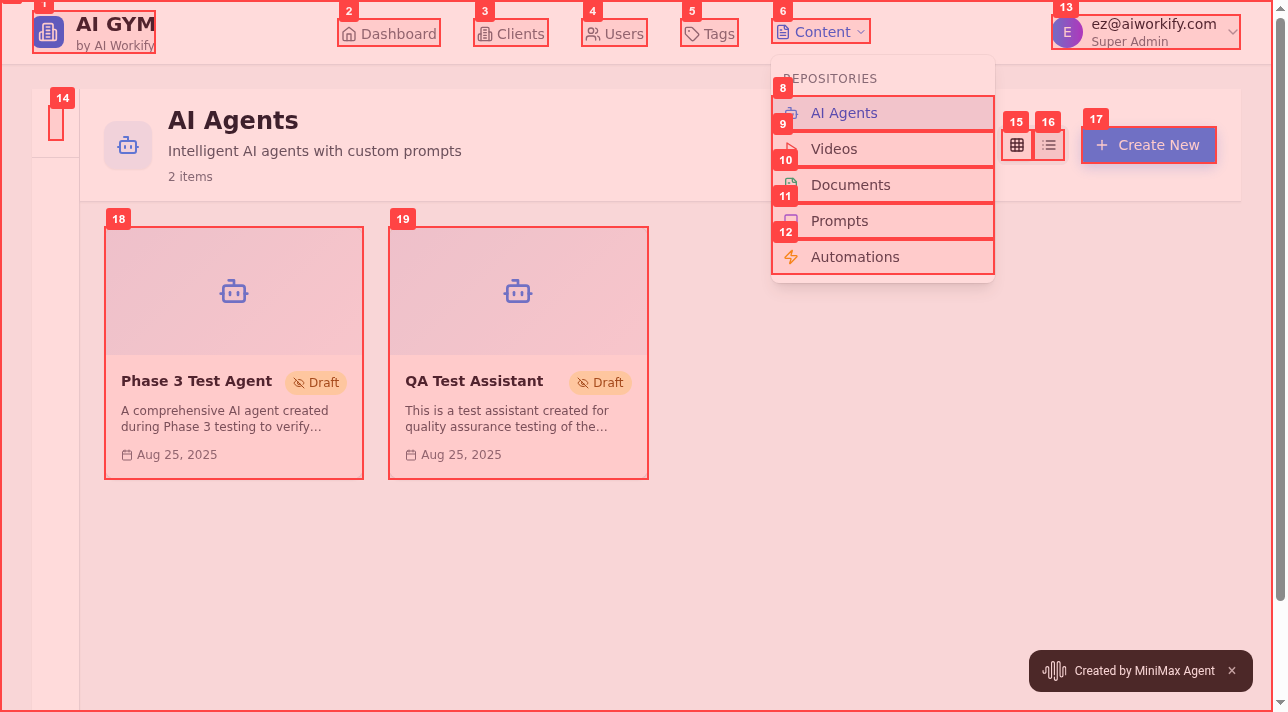 1
2
3
4
5
6
13
AI GYM
by AI Workify
Dashboard
Clients
Users
Tags
Content
E
ez@aiworkify.com
Super Admin
REPOSITORIES
8
AI Agents
9
Videos
10
Documents
11
Prompts
12
Automations
14
AI Agents
Intelligent AI agents with custom prompts
2 items
15
16
17
Create New
18
19
Phase 3 Test Agent
Draft
A comprehensive AI agent created
during Phase 3 testing to verify...
Aug 25, 2025
QA Test Assistant
Draft
This is a test assistant created for
quality assurance testing of the...
Aug 25, 2025
Created by MiniMax Agent